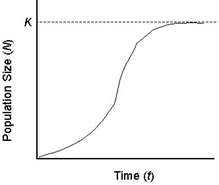 K
Population Size (N)
Time (t)